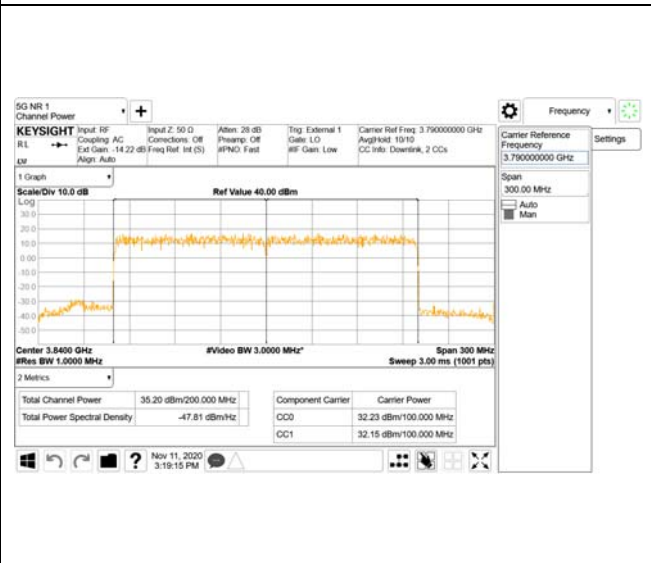 5G NR 1
Channel Power
Frequency
KEYSIGHT
RL
Input: RF
Coupling: AC
Ext Gain: -14.22 dB
Align: Auto
Input Z: 50 Ω
Corrections: Off
Freq Ref: Int (S)
Atten: 28 dB
Preamp: Off
#PNO: Fast
Trig: External 1
Gate: LO
#IF Gain: Low
Carrier Ref Freq: 3.790000000 GHz
Avg|Hold: 10/10
CC Info: Downlink, 2 CCs
Carrier Reference
Frequency
3.790000000 GHz
Settings
Span
300.00 MHz
Auto
Man
1 Graph
Scale/Div 10.0 dB
Ref Value 40.00 dBm
Log
30.0
20.0
10.0
0.00
-10.0
-20.0
-30.0
-40.0
-50.0
Center 3.8400 GHz
#Video BW 3.0000 MHz*
Span 300 MHz
#Res BW 1.0000 MHz
Sweep 3.00 ms (1001 pts)
2 Metrics
Total Channel Power 35.20 dBm/200.000 MHz
Total Power Spectral Density -47.81 dBm/Hz
Component Carrier Carrier Power
CC0 32.23 dBm/100.000 MHz
CC1 32.15 dBm/100.000 MHz
Nov 11, 2020
3:19:15 PM